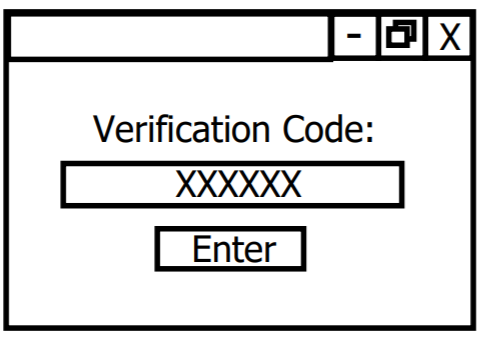 - X
Verification Code:
XXXXXX
Enter